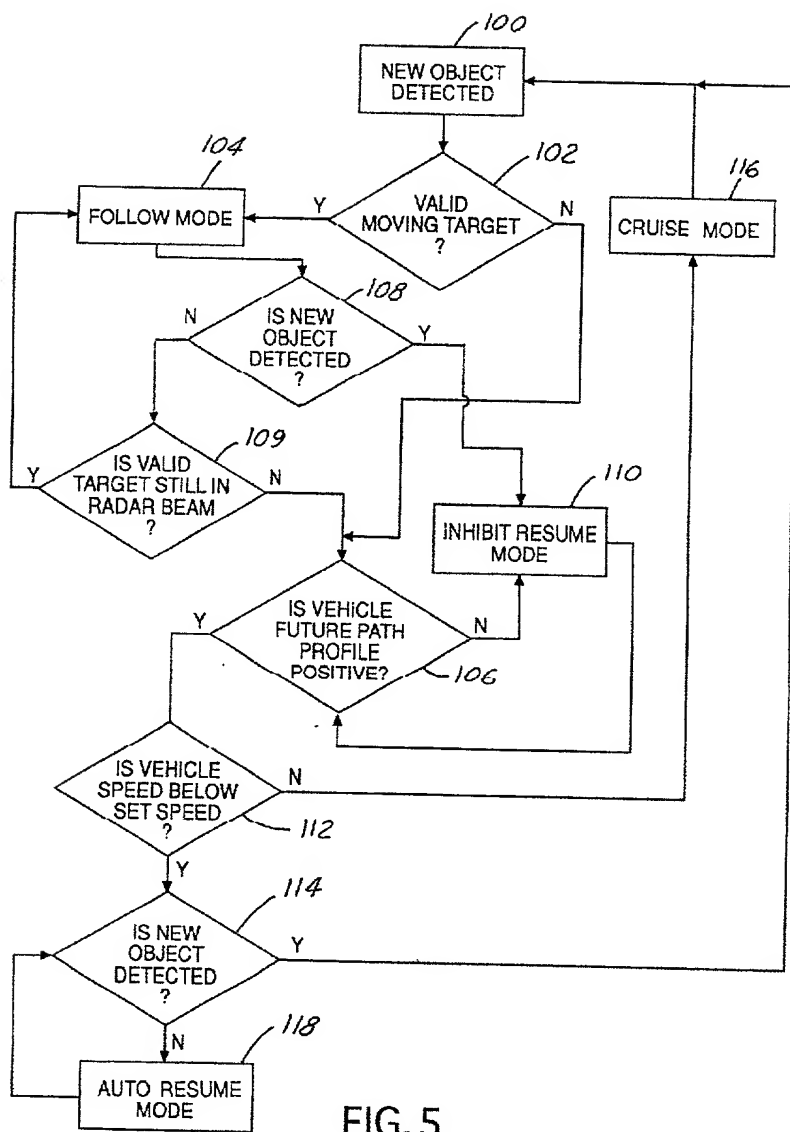 100
NEW OBJECT
DETECTED
102
VALID
MOVING TARGET
?
Y
N
104
FOLLOW MODE
116
CRUISE MODE
108
IS NEW
OBJECT
DETECTED
?
N
Y
109
IS VALID
TARGET STILL IN
RADAR BEAM
?
Y
N
110
INHIBIT RESUME
MODE
IS VEHICLE
FUTURE PATH
PROFILE
POSITIVE?
Y
N
106
IS VEHICLE
SPEED BELOW
SET SPEED
?
N
112
Y
114
IS NEW
OBJECT
DETECTED
?
Y
N
118
AUTO RESUME
MODE
FIG. 5